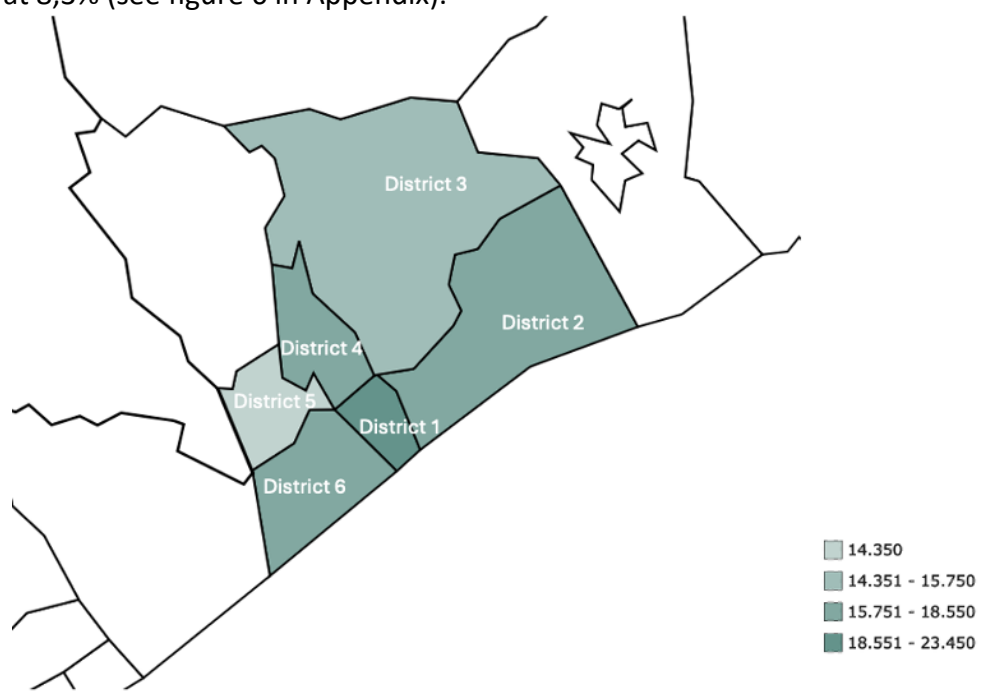 at 8,5% (see figure 6 in Appendix).
District 3
District 2
District 4
District 5
District 1
District 6
14.350
14.351 - 15.750
15.751 - 18.550
18.551 - 23.450